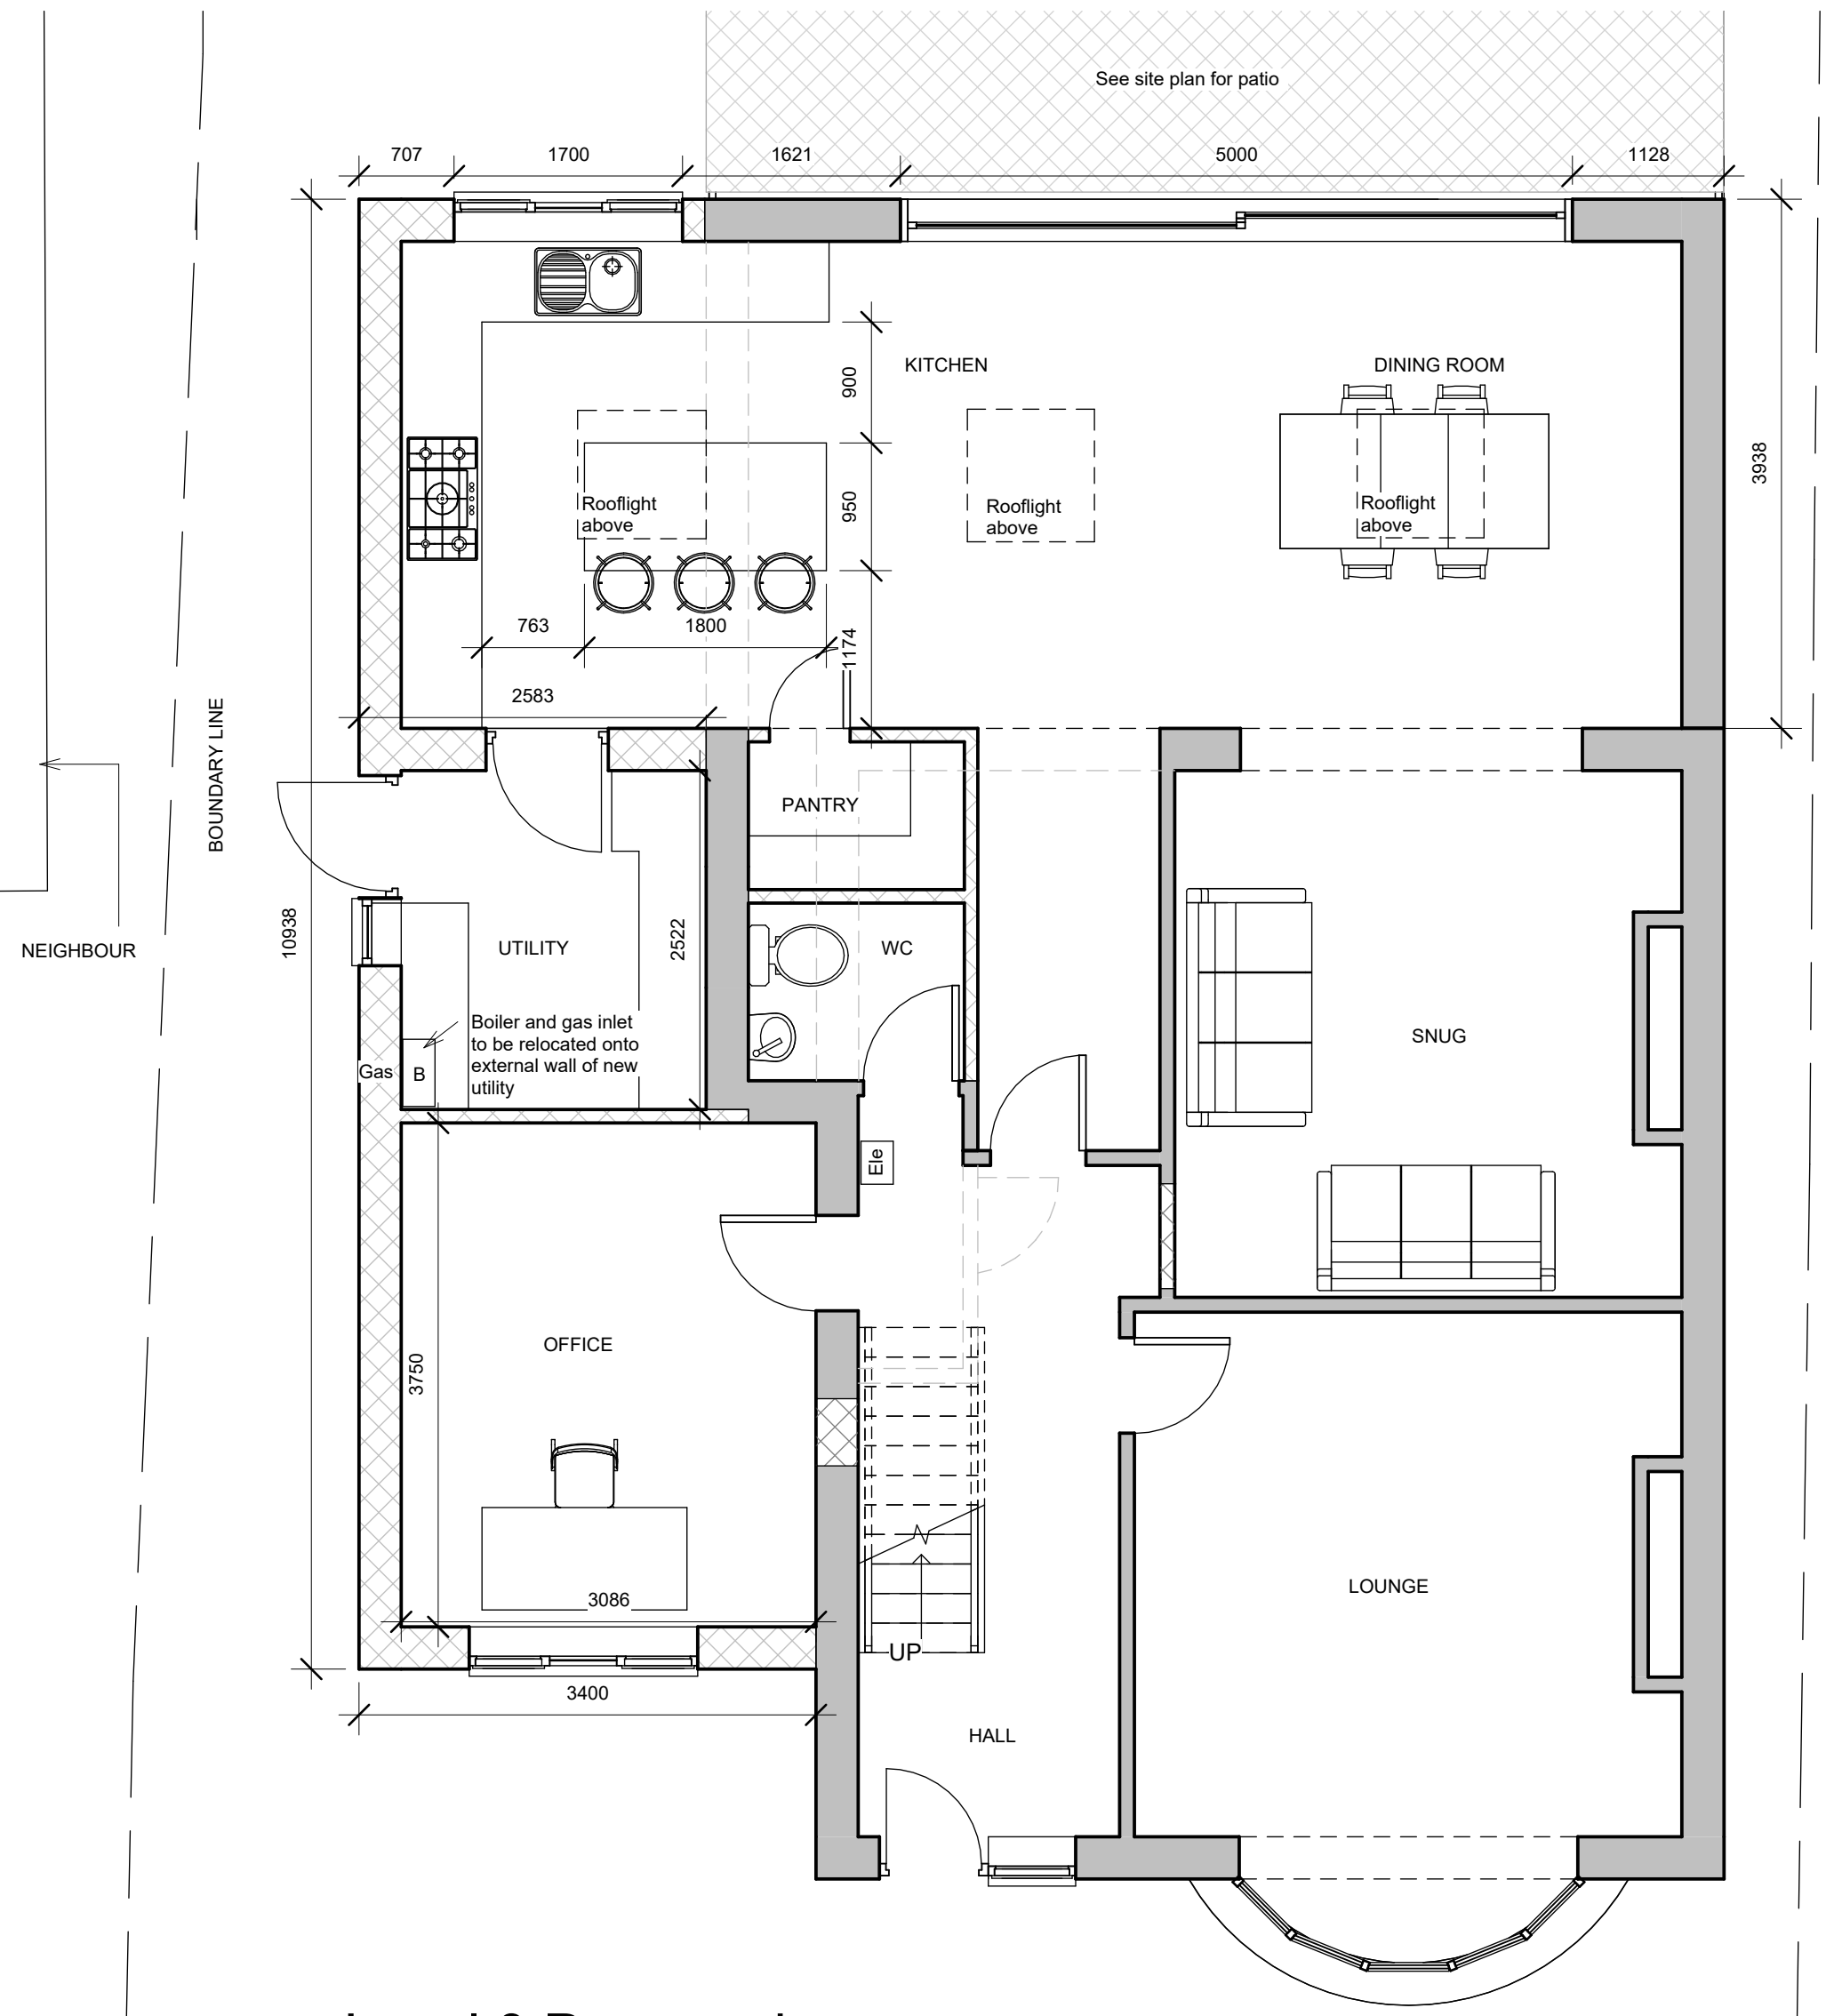 See site plan for patio
707
1700
1621
5000
1128
KITCHEN
DINING ROOM
900
3938
950
Rooflight
above
Rooflight
above
Rooflight
above
763
1800
1174
2583
BOUNDARY LINE
PANTRY
10938
NEIGHBOUR
UTILITY
2522
WC
Boiler and gas inlet
to be relocated onto
external wall of new
utility
Gas
B
SNUG
Ele
OFFICE
3750
3086
LOUNGE
UP
3400
HALL